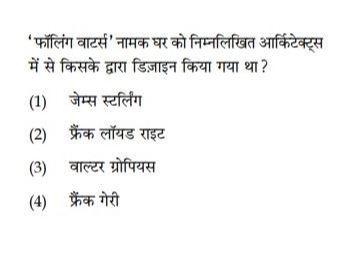 'फॉलिंग वाटर्स' नामक घर को निम्नलिखित आर्किटेक्ट्स
में से किसके द्वारा डिज़ाइन किया गया था ?
(1) जेम्स स्टर्लिंग
(2) फ्रैंक लॉयड राइट
(3) वाल्टर ग्रोपियस
(4) फ्रैंक गेरी